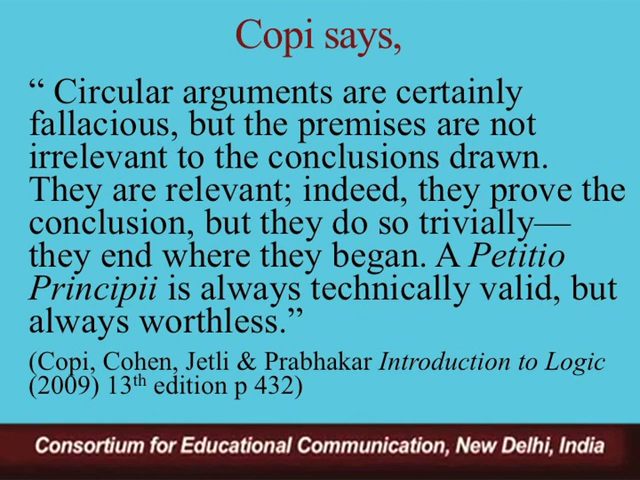 Copi says,
“ Circular arguments are certainly
fallacious, but the premises are not
irrelevant to the conclusions drawn.
They are relevant; indeed, they prove the
conclusion, but they do so trivially—
they end where they began. A Petitio
Principii is always technically valid, but
always worthless.”
(Copi, Cohen, Jetli & Prabhakar Introduction to Logic
(2009) 13th edition p 432)
Consortium for Educational Communication, New Delhi, India